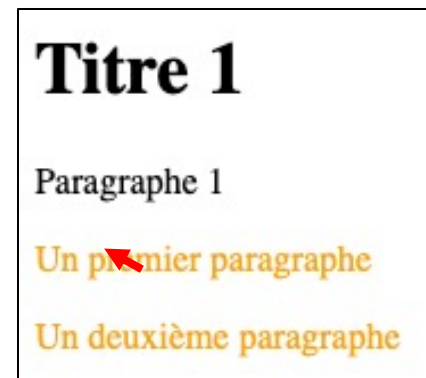 Titre 1
Paragraphe 1
Un premier paragraphe
Un deuxième paragraphe